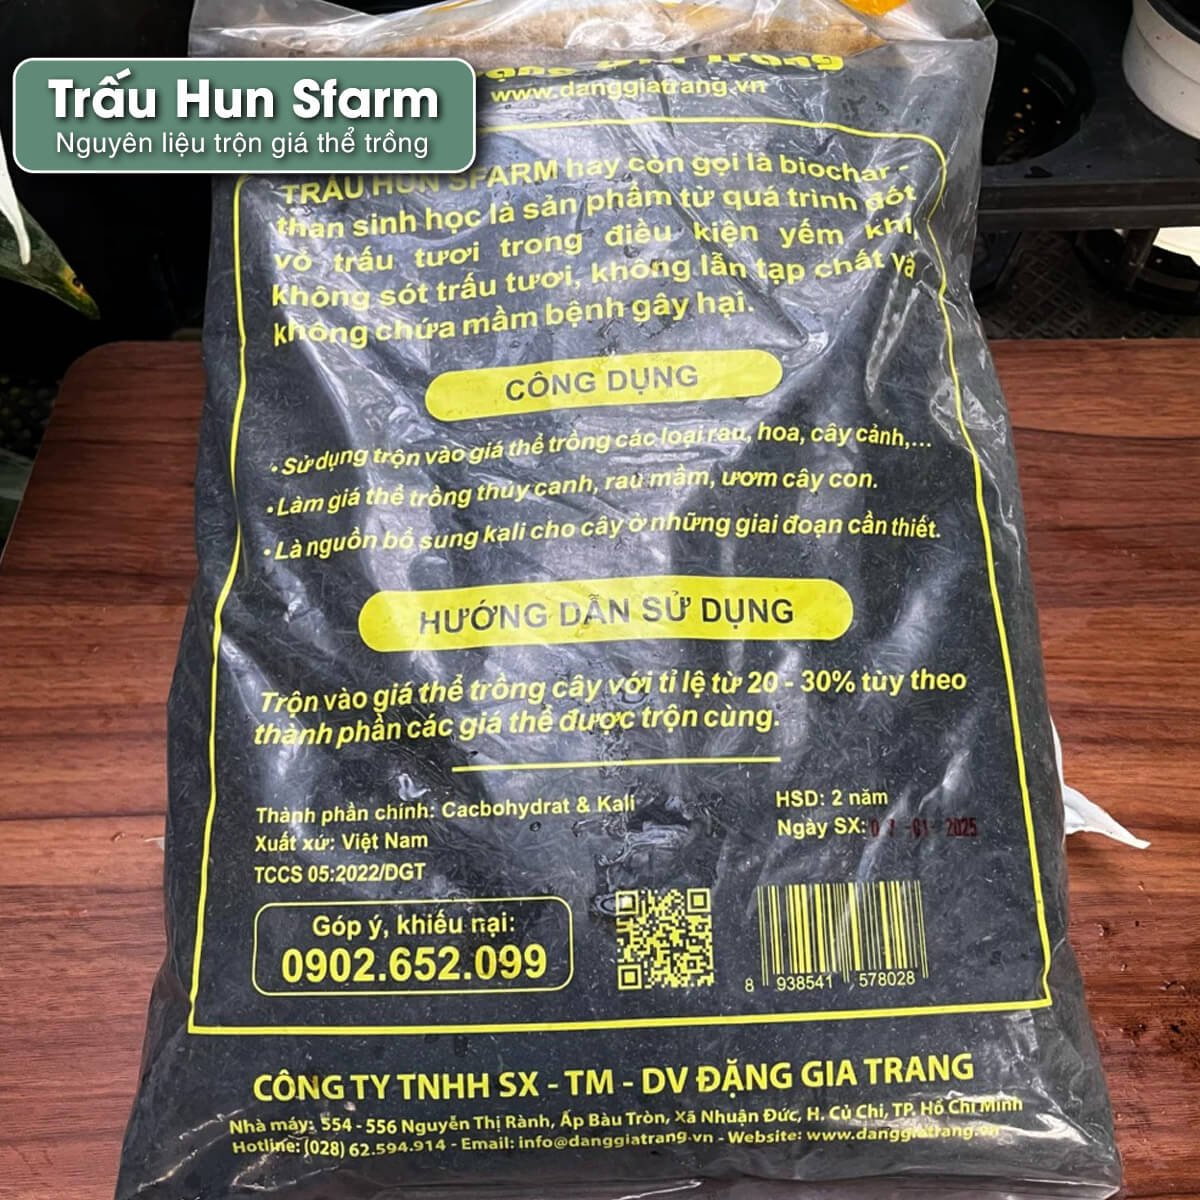 Trấu Hun Sfarm
Nguyên liệu trộn giá thể trồng
www.danggiatrang.vn
TRẤU HUN SFARM hay còn gọi là biochar -
than sinh học là sản phẩm từ quá trình đốt
vỏ trấu tươi trong điều kiện yếm khí,
không sót trấu tươi, không lẫn tạp chất và
không chứa mầm bệnh gây hại.
CÔNG DỤNG
• Sử dụng trộn vào giá thể trồng các loại rau, hoa, cây cảnh,...
• Làm giá thể trồng thủy canh, rau mầm, ươm cây con.
• Là nguồn bổ sung kali cho cây ở những giai đoạn cần thiết.
HƯỚNG DẪN SỬ DỤNG
Trộn vào giá thể trồng cây với tỉ lệ từ 20 - 30% tùy theo
thành phần các giá thể được trộn cùng.
Thành phần chính: Cacbohydrat & Kali
HSD: 2 năm
Xuất xứ: Việt Nam
Ngày SX: -01-2025
TCCS 05:2022/DGT
Góp ý, khiếu nại:
0902.652.099
8 938541 578028
CÔNG TY TNHH SX - TM - DV ĐẶNG GIA TRANG
Nhà máy: 554 - 556 Nguyễn Thị Rành, Ấp Bàu Tròn, Xã Nhuận Đức, H. Củ Chi, TP. Hồ Chí Minh
Hotline: (028) 62.594.914 - Email: info@danggiatrang.vn - Website: www.danggiatrang.vn